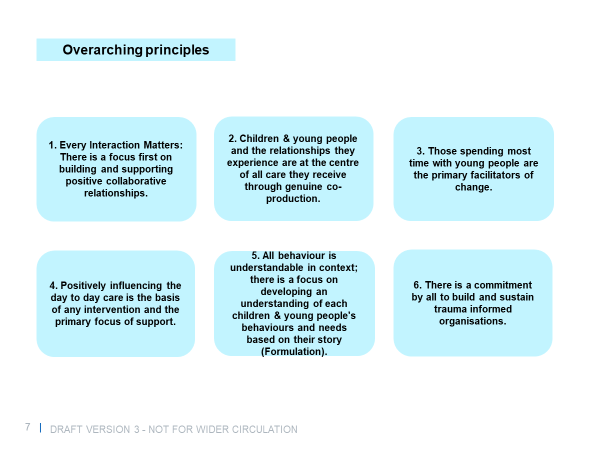 Overarching principles
1. Every Interaction Matters:
There is a focus first on
building and supporting
positive collaborative
relationships.
2. Children & young people
and the relationships they
experience are at the centre
of all care they receive
through genuine co-
production.
3. Those spending most
time with young people are
the primary facilitators of
change.
4. Positively influencing the
day to day care is the basis
of any intervention and the
primary focus of support.
5. All behaviour is
understandable in context;
there is a focus on
developing an
understanding of each
children & young people's
behaviours and needs
based on their story
(Formulation).
6. There is a commitment
by all to build and sustain
trauma informed
organisations.
7
DRAFT VERSION 3 - NOT FOR WIDER CIRCULATION